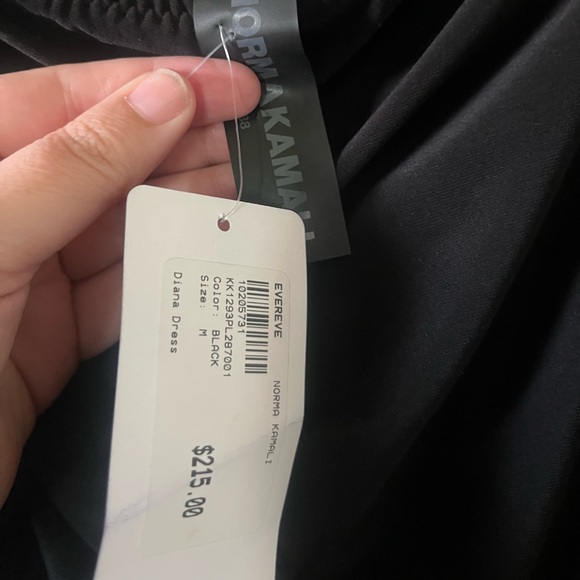 NORMA KAMALI
EVEREVE
NORMA KAMALI
10205731
KK1293PL287001
Color: BLACK
Size: M
Diana Dress
$215.00